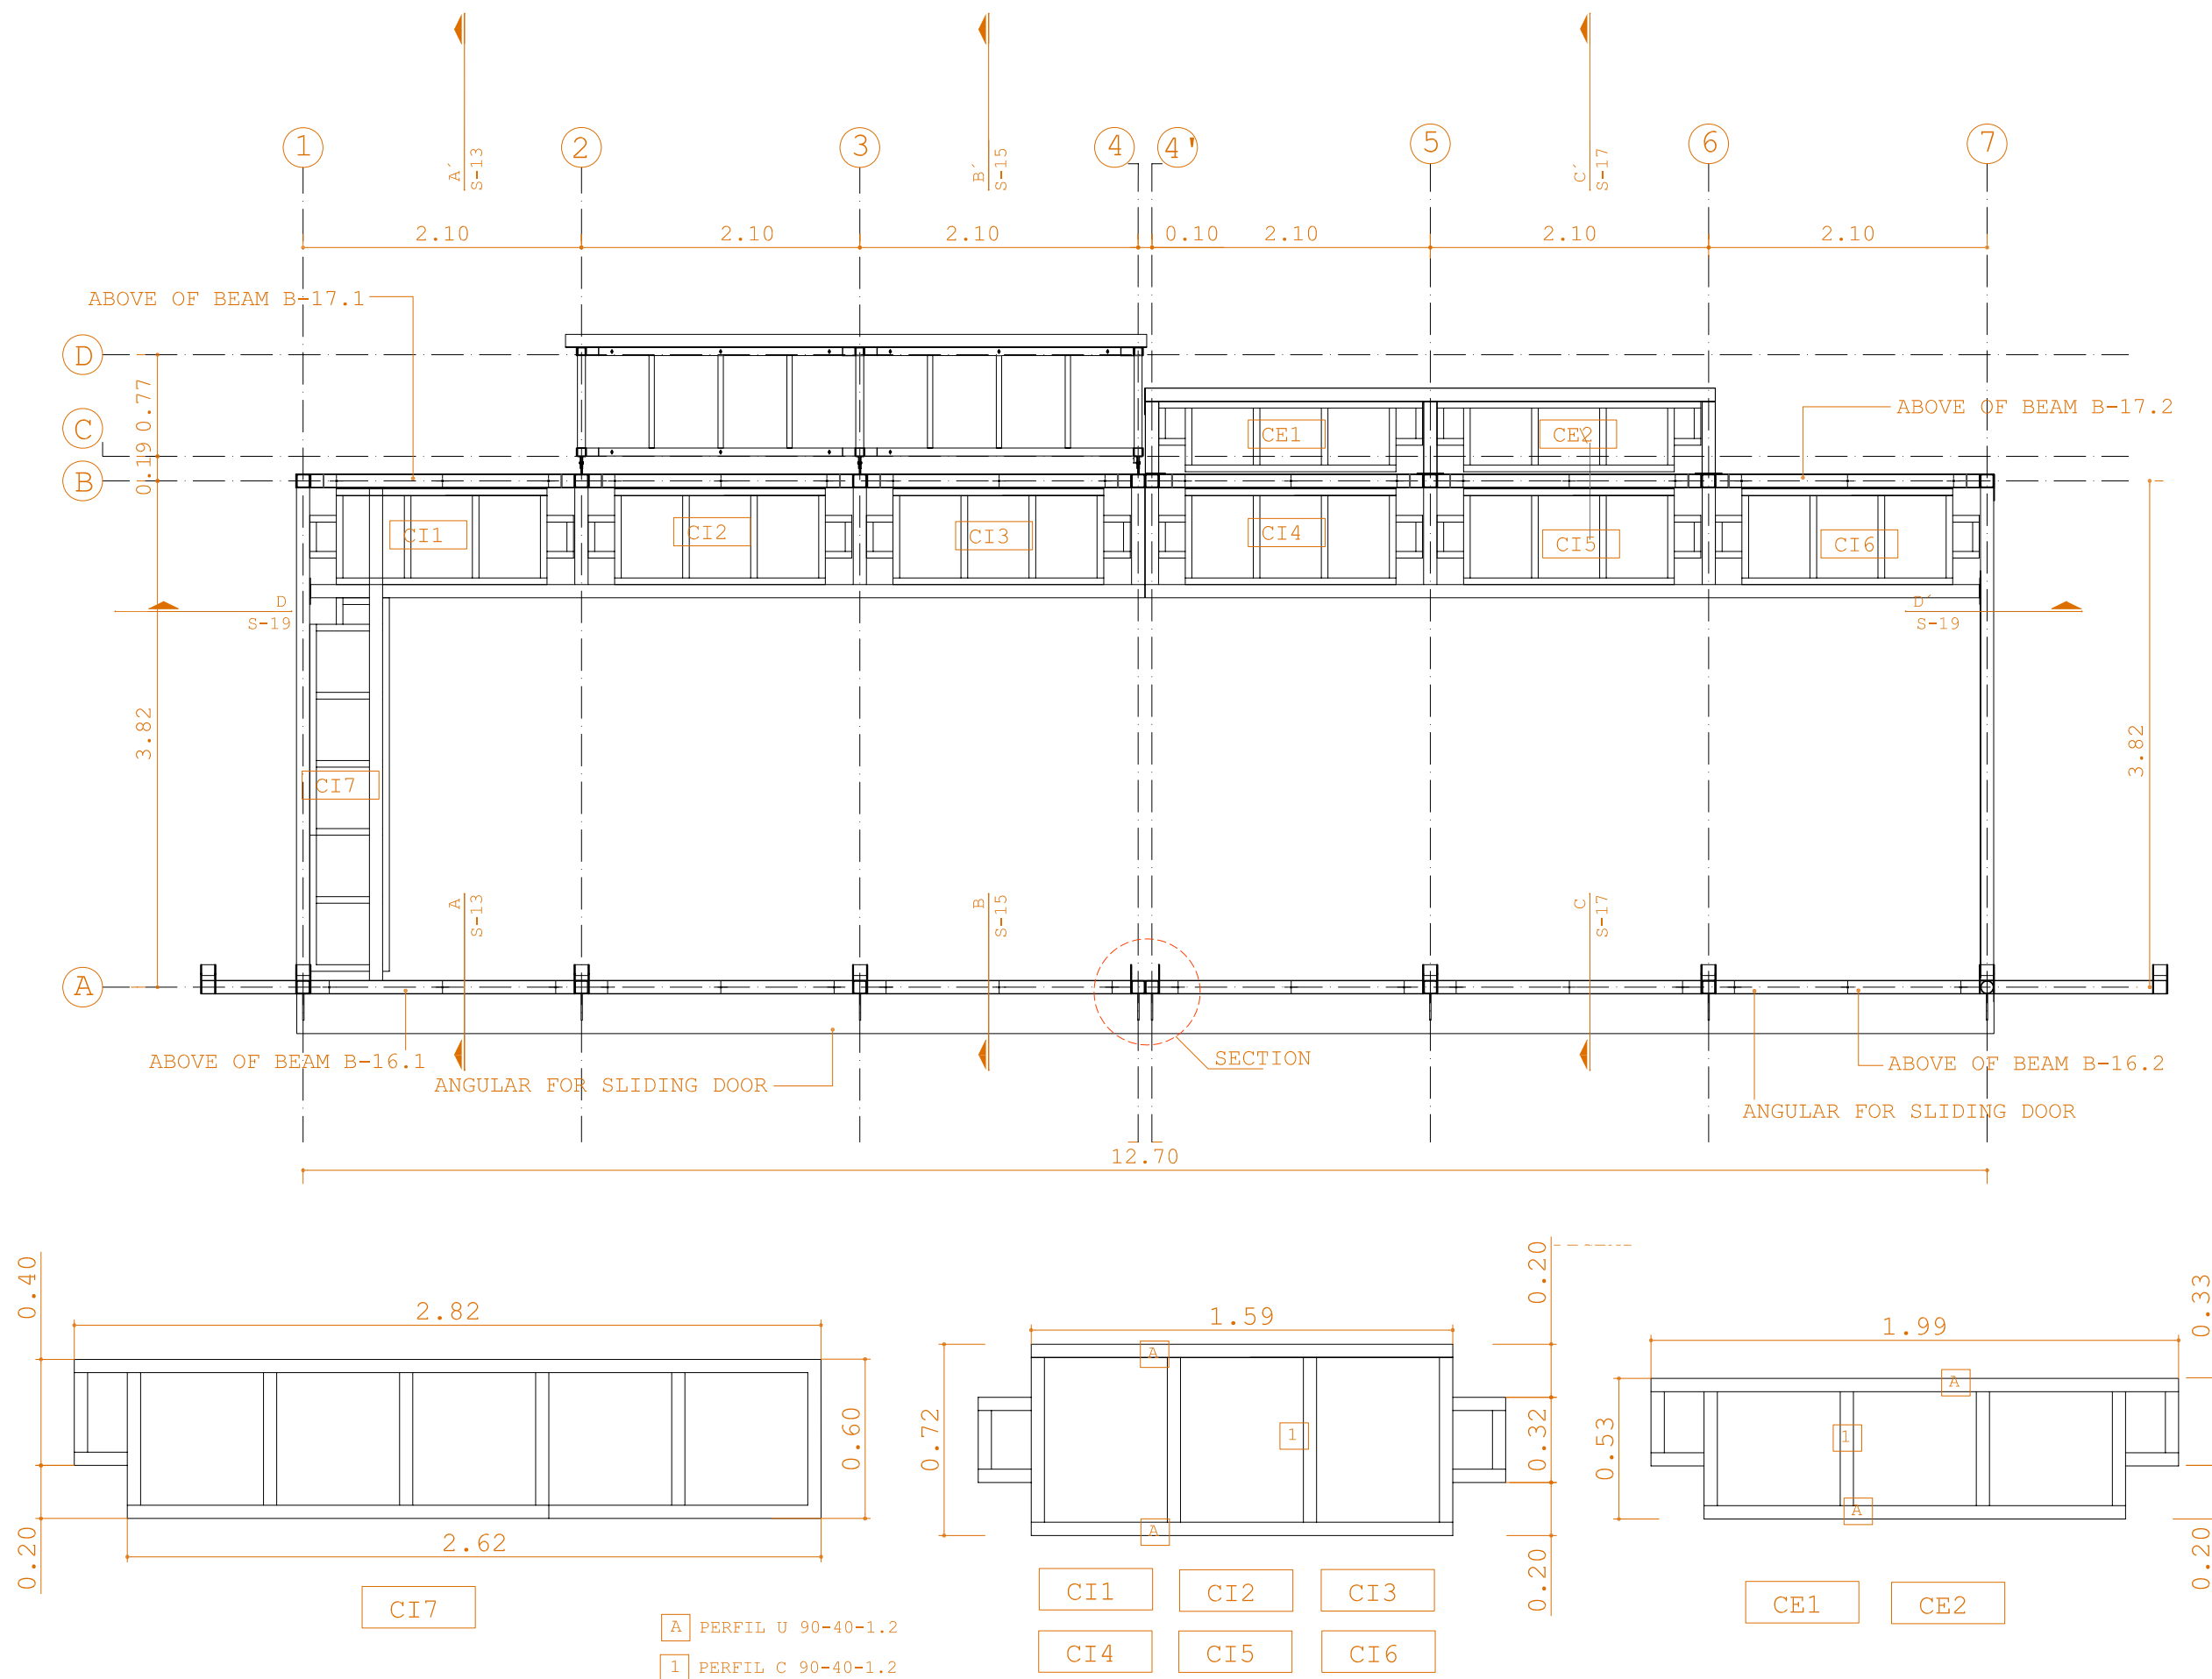 A´
S-13
B´
S-15
C´
S-17
1
2
3
4
4'
5
6
7
2.10
2.10
2.10
0.10
2.10
2.10
2.10
ABOVE OF BEAM B-17.1
D
C
B
0.77
0.19
ABOVE OF BEAM B-17.2
CE1
CE2
CI1
CI2
CI3
CI4
CI5
CI6
D
S-19
D´
S-19
3.82
3.82
CI7
A
S-13
B
S-15
C
S-17
A
ABOVE OF BEAM B-16.1
ANGULAR FOR SLIDING DOOR
SECTION
ABOVE OF BEAM B-16.2
ANGULAR FOR SLIDING DOOR
12.70
0.40
2.82
0.60
0.20
2.62
CI7
A PERFIL U 90-40-1.2
1 PERFIL C 90-40-1.2
1.59
0.20
A
0.72
1
0.32
A
0.20
CI1
CI2
CI3
CI4
CI5
CI6
1.99
0.33
A
0.53
1
A
0.20
CE1
CE2